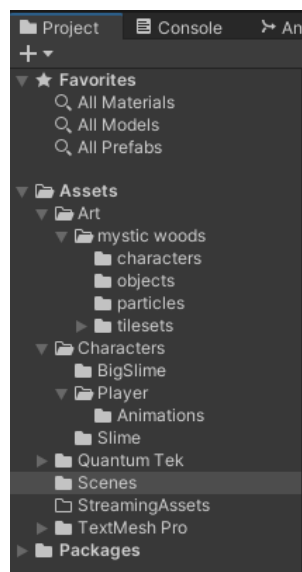 Project Console An
Favorites
All Materials
All Models
All Prefabs
Assets
Art
mystic woods
characters
objects
particles
tilesets
Characters
BigSlime
Player
Animations
Slime
Quantum Tek
Scenes
StreamingAssets
TextMesh Pro
Packages